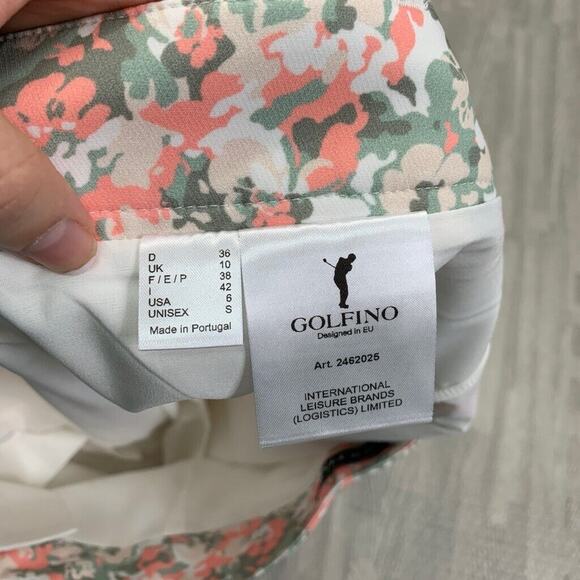 D 36
UK 10
F / E / P 38
I 42
USA 6
UNISEX S
Made in Portugal
GOLFINO
Designed in EU
Art. 2462025
INTERNATIONAL
LEISURE BRANDS
(LOGISTICS) LIMITED